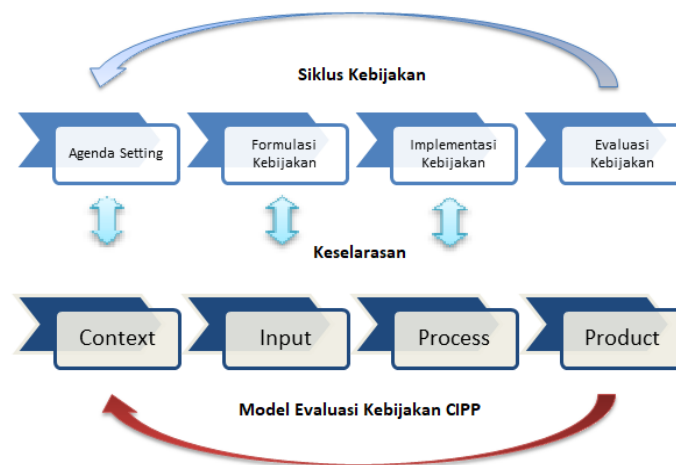 Siklus Kebijakan
Agenda Setting
Formulasi
Kebijakan
Implementasi
Kebijakan
Evaluasi
Kebijakan
Keselarasan
Context
Input
Process
Product
Model Evaluasi Kebijakan CIPP